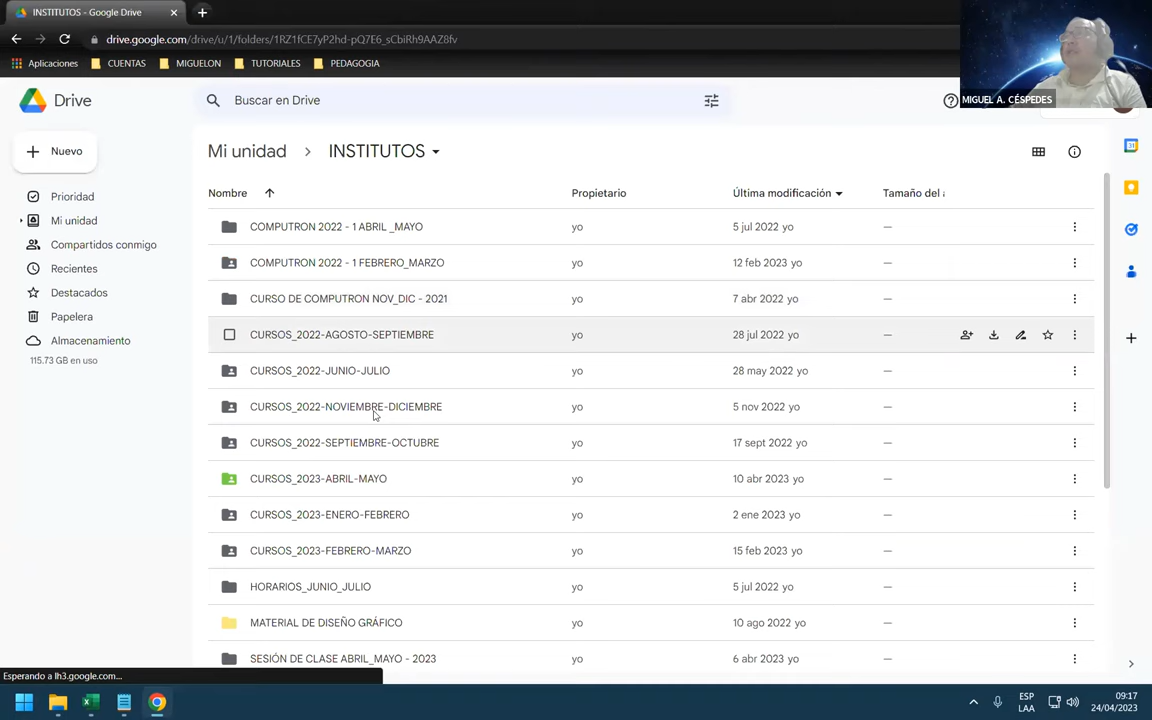 INSTITUTOS - Google Drive
drive.google.com/drive/u/1/folders/1RZ1fCE7yP2hd-pQ7E6_sCbiRh9AAZ8fv
Aplicaciones CUENTAS MIGUELON TUTORIALES PEDAGOGIA
MIGUEL A. CÉSPEDES
Drive
Buscar en Drive
Nuevo
Mi unidad > INSTITUTOS
Prioridad
Mi unidad
Compartidos conmigo
Recientes
Destacados
Papelera
Almacenamiento
115.73 GB en uso
Nombre Propietario Última modificación Tamaño del
COMPUTRON 2022 - 1 ABRIL _MAYO yo 5 jul 2022 yo —
COMPUTRON 2022 - 1 FEBRERO_MARZO yo 12 feb 2023 yo —
CURSO DE COMPUTRON NOV_DIC - 2021 yo 7 abr 2022 yo —
CURSOS_2022-AGOSTO-SEPTIEMBRE yo 28 jul 2022 yo —
CURSOS_2022-JUNIO-JULIO yo 28 may 2022 yo —
CURSOS_2022-NOVIEMBRE-DICIEMBRE yo 5 nov 2022 yo —
CURSOS_2022-SEPTIEMBRE-OCTUBRE yo 17 sept 2022 yo —
CURSOS_2023-ABRIL-MAYO yo 10 abr 2023 yo —
CURSOS_2023-ENERO-FEBRERO yo 2 ene 2023 yo —
CURSOS_2023-FEBRERO-MARZO yo 15 feb 2023 yo —
HORARIOS_JUNIO_JULIO yo 5 jul 2022 yo —
MATERIAL DE DISEÑO GRÁFICO yo 10 ago 2022 yo —
SESIÓN DE CLASE ABRIL_MAYO - 2023 yo 6 abr 2023 yo —
Esperando a lh3.google.com...
ESP
LAA
09:17
24/04/2023